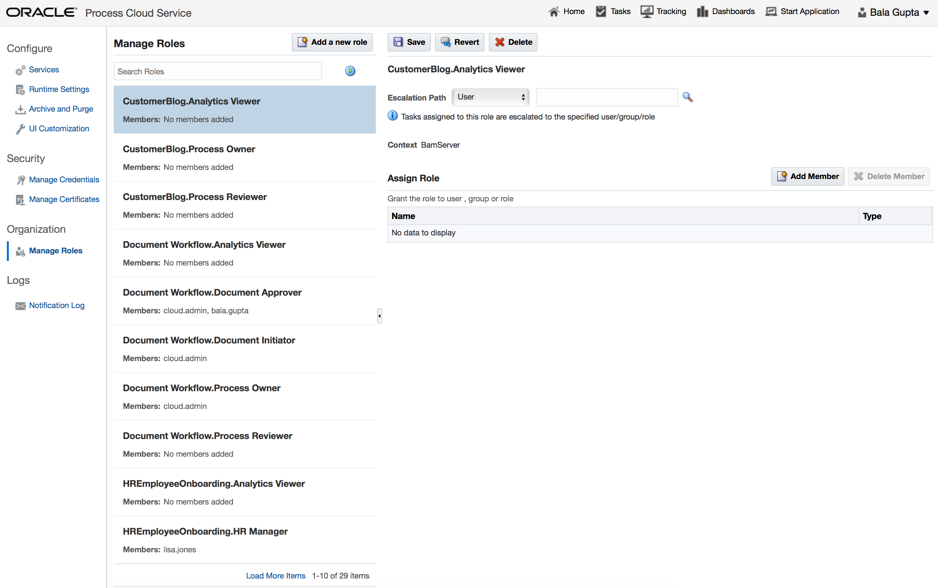 ORACLE Process Cloud Service
Home Tasks Tracking Dashboards Start Application Bala Gupta
Configure
Services
Runtime Settings
Archive and Purge
UI Customization
Security
Manage Credentials
Manage Certificates
Organization
Manage Roles
Logs
Notification Log
Manage Roles
Add a new role
Search Roles
CustomerBlog.Analytics Viewer
Members: No members added
CustomerBlog.Process Owner
Members: No members added
CustomerBlog.Process Reviewer
Members: No members added
Document Workflow.Analytics Viewer
Members: No members added
Document Workflow.Document Approver
Members: cloud.admin, bala.gupta
Document Workflow.Document Initiator
Members: cloud.admin
Document Workflow.Process Owner
Members: cloud.admin
Document Workflow.Process Reviewer
Members: No members added
HREmployeeOnboarding.Analytics Viewer
Members: No members added
HREmployeeOnboarding.HR Manager
Members: lisa.jones
Load More Items 1-10 of 29 items
Save Revert Delete
CustomerBlog.Analytics Viewer
Escalation Path User
Tasks assigned to this role are escalated to the specified user/group/role
Context BamServer
Assign Role
Add Member Delete Member
Grant the role to user , group or role
Name Type
No data to display